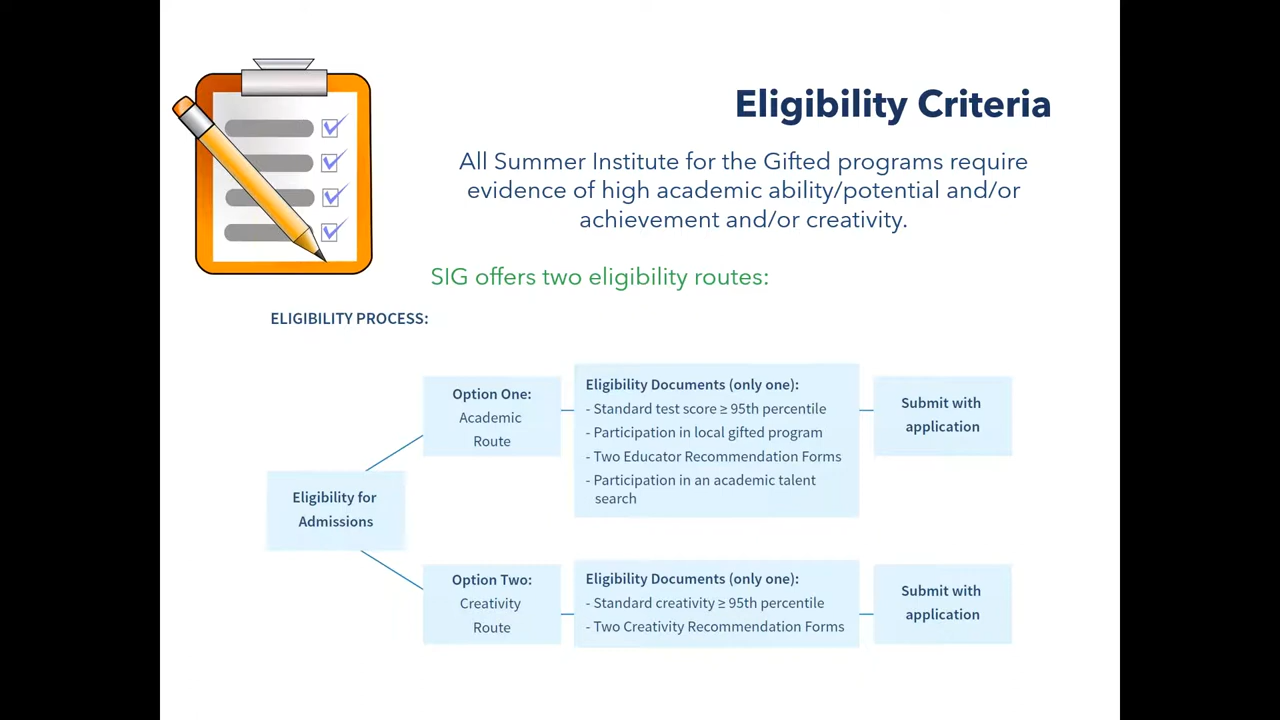 Eligibility Criteria
All Summer Institute for the Gifted programs require
evidence of high academic ability/potential and/or
achievement and/or creativity.
SIG offers two eligibility routes:
ELIGIBILITY PROCESS:
Eligibility for
Admissions
Option One:
Academic
Route
Eligibility Documents (only one):
- Standard test score ≥ 95th percentile
- Participation in local gifted program
- Two Educator Recommendation Forms
- Participation in an academic talent
search
Submit with
application
Option Two:
Creativity
Route
Eligibility Documents (only one):
- Standard creativity ≥ 95th percentile
- Two Creativity Recommendation Forms
Submit with
application